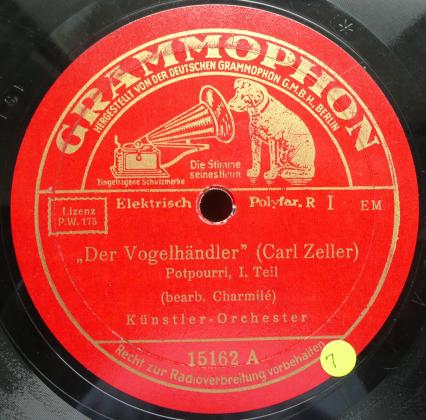 GRAMMOPHON
HERGESTELLT VON DER DEUTSCHEN GRAMMOPHON G.M.B.H., BERLIN
Die Stimme
seines Herrn
Eingetragene Schutzmarke
Lizenz
P.W. 175
Elektrisch
Polyfar. R I EM
„Der Vogelhändler" (Carl Zeller)
Potpourri, I. Teil
(bearb. Charmilé)
Künstler-Orchester
15162 A
Recht zur Radioverbreitung vorbehalten
7